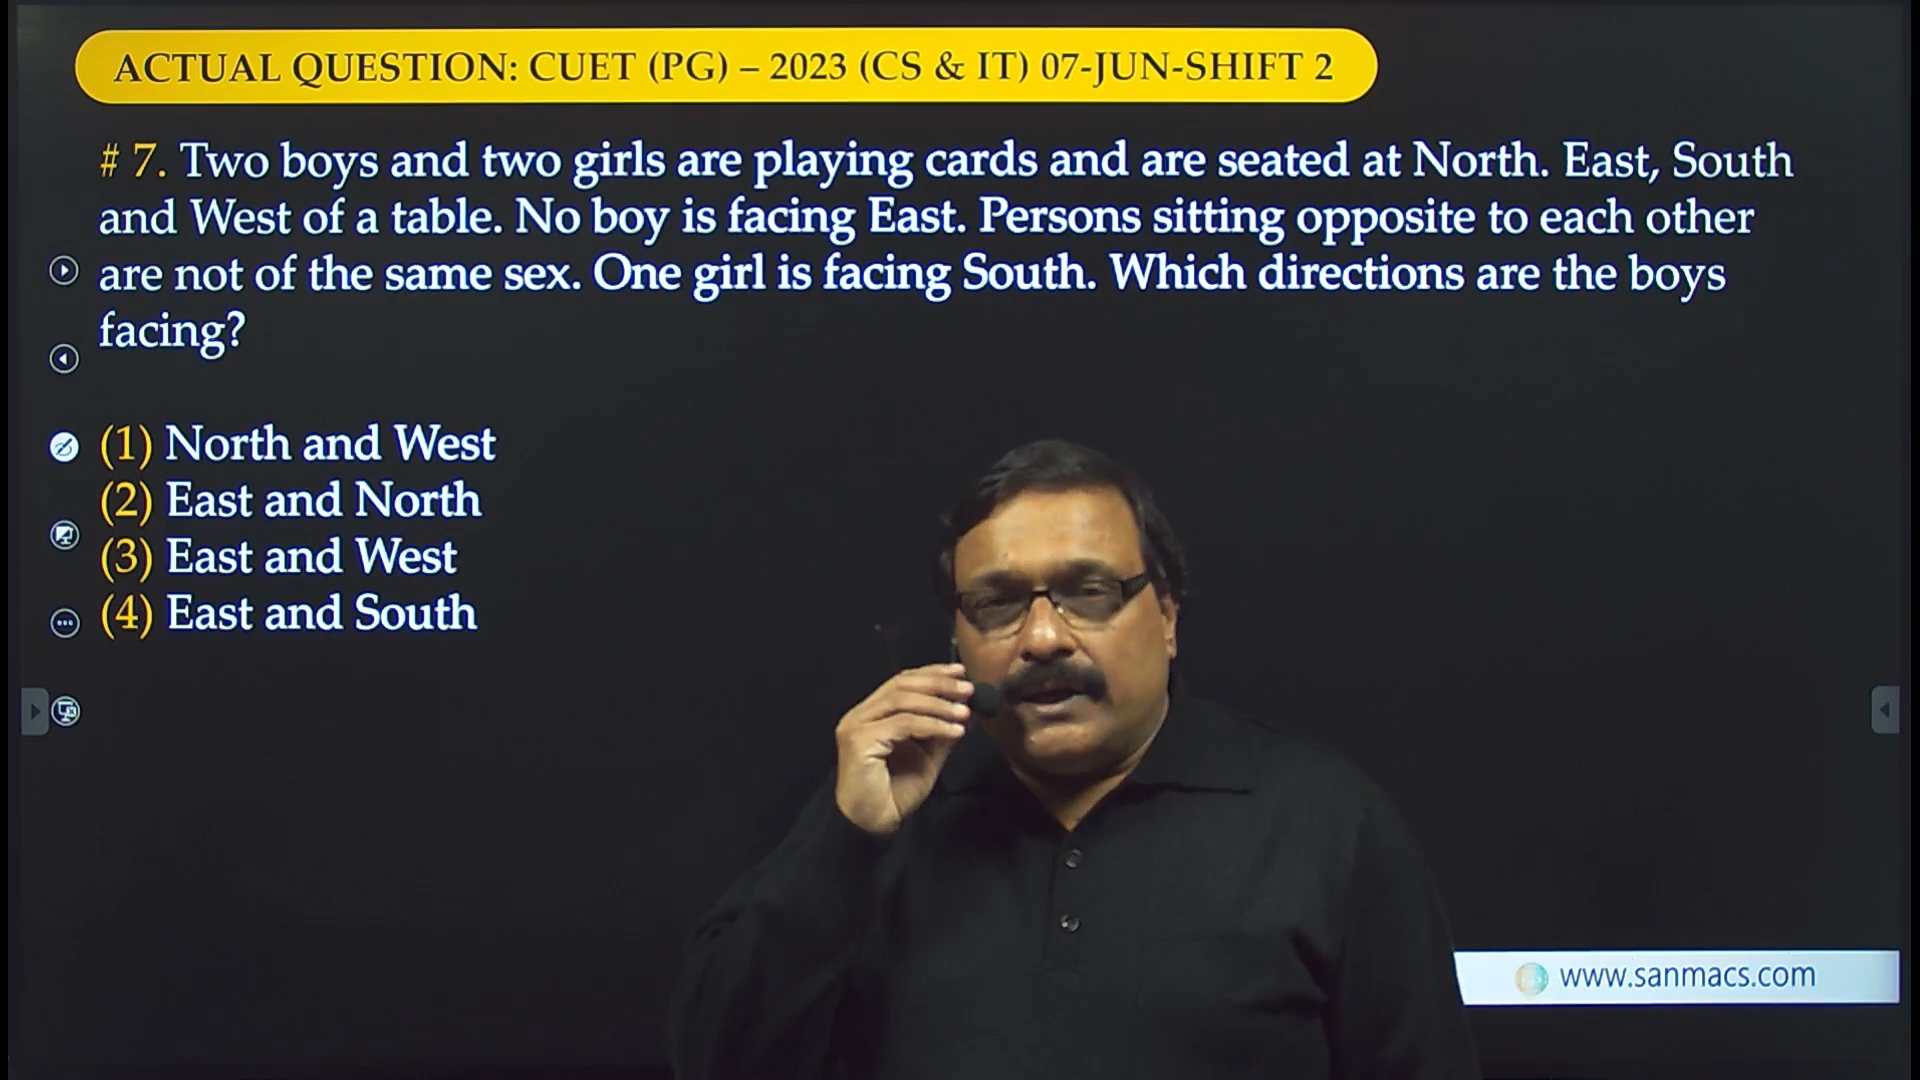 ACTUAL QUESTION: CUET (PG) – 2023 (CS & IT) 07-JUN-SHIFT 2
# 7. Two boys and two girls are playing cards and are seated at North. East, South
and West of a table. No boy is facing East. Persons sitting opposite to each other
are not of the same sex. One girl is facing South. Which directions are the boys
facing?
(1) North and West
(2) East and North
(3) East and West
(4) East and South
www.sanmacs.com